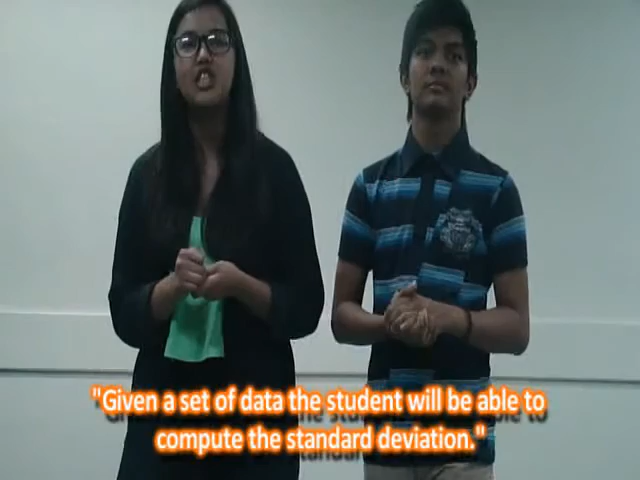 "Given a set of data the student will be able to
compute the standard deviation."